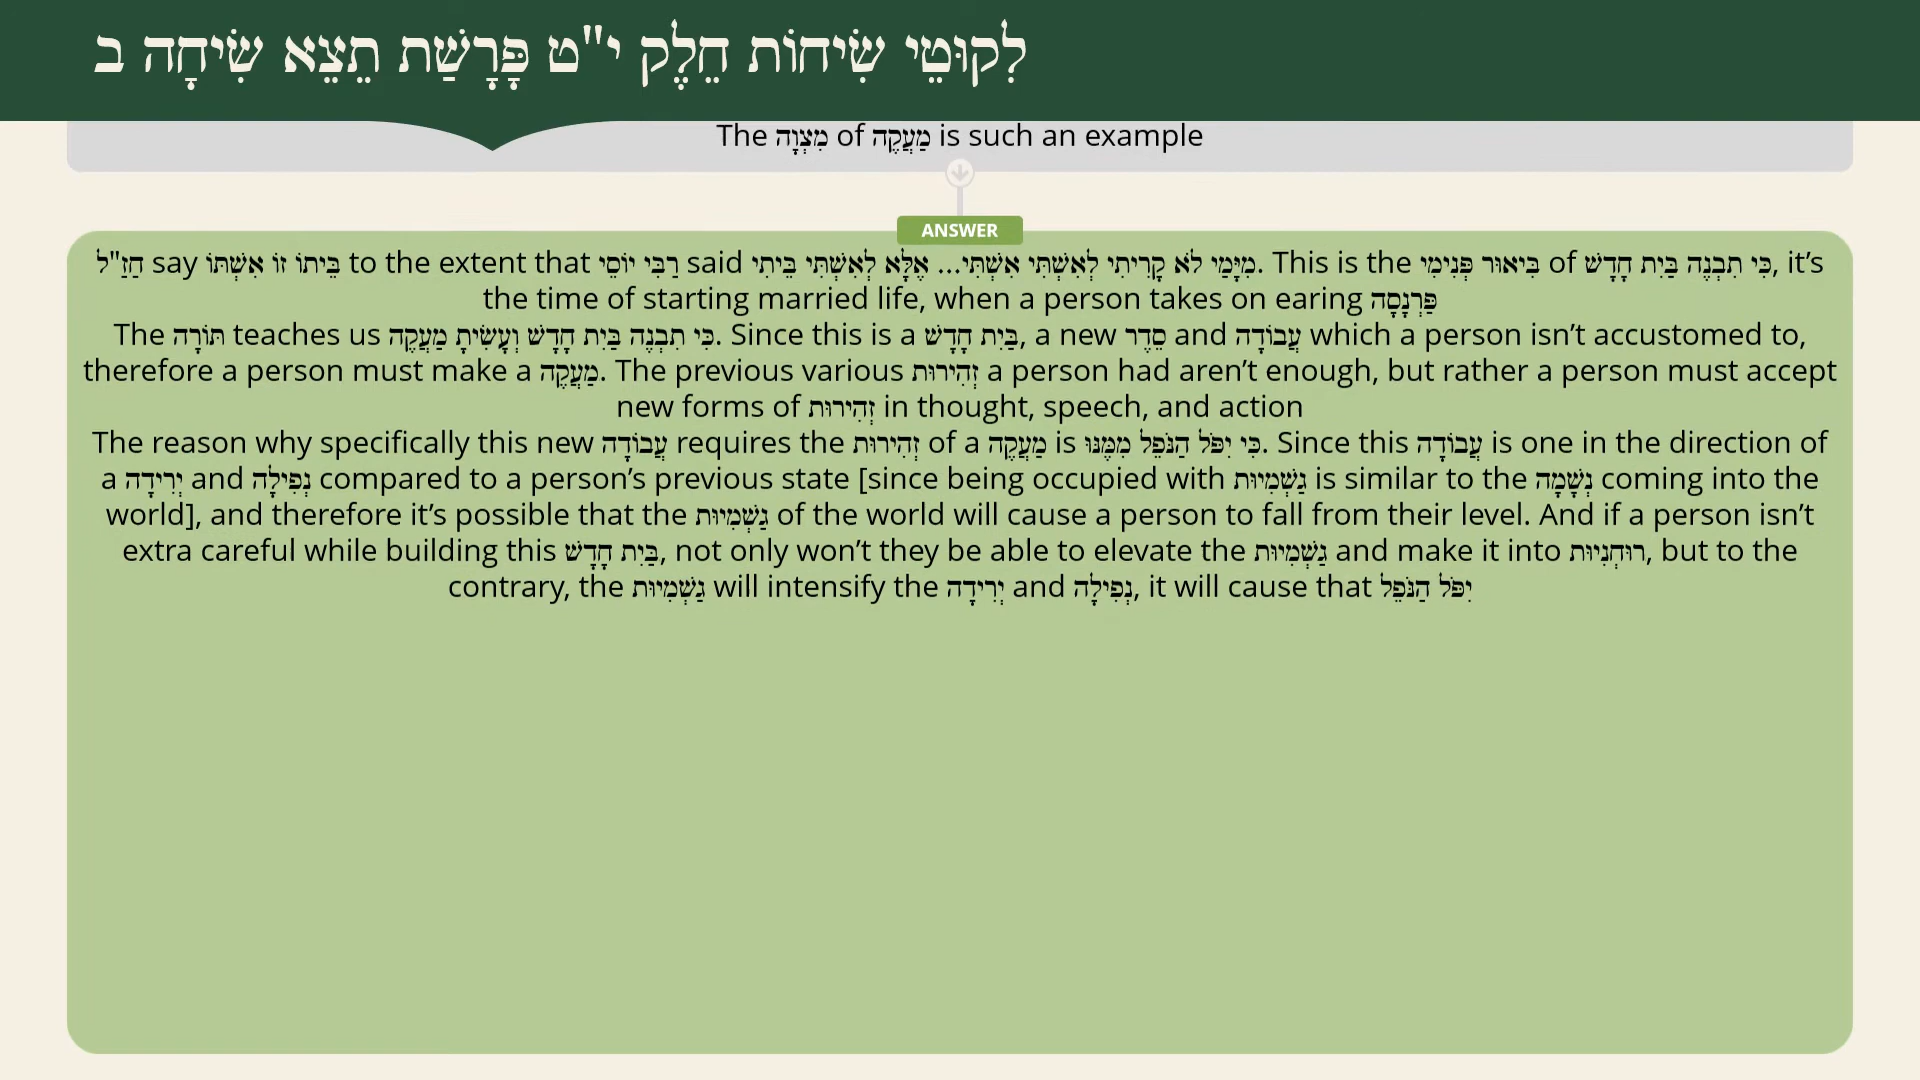 לִקוּטֵי שִׂיחוֹת חֵלֶק י"ט פָּרָשַׁת תֵצֵא שִׂיחָה ב
The מִצְוָה of מַעֲקֶה is such an example
ANSWER
חַזַ"ל say בֵּיתוֹ זוֹ אִשְׁתּוֹ to the extent that רַבִּי יוֹסֵי said מִיָּמַי לֹא קָרִיתִי לְאִשְׁתִּי אִשְׁתִּי... אֶלָּא לְאִשְׁתִּי בֵּיתִי. This is the בִּיאוּר פְּנִימִי of כִּי תִבְנֶה בַּיִת חָדָשׁ, it’s
the time of starting married life, when a person takes on earing פַּרְנָסָה
The תּוֹרָה teaches us כִּי תִבְנֶה בַּיִת חָדָשׁ וְעָשִׂיתָ מַעֲקֶה. Since this is a בַּיִת חָדָשׁ, a new סֵדֶר and עֲבוֹדָה which a person isn’t accustomed to,
therefore a person must make a מַעֲקֶה. The previous various זְהִירוּת a person had aren’t enough, but rather a person must accept
new forms of זְהִירוּת in thought, speech, and action
The reason why specifically this new עֲבוֹדָה requires the זְהִירוּת of a מַעֲקֶה is כִּי יִפֹּל הַנֹּפֵל מִמֶּנּוּ. Since this עֲבוֹדָה is one in the direction of
a יְרִידָה and נְפִילָה compared to a person’s previous state [since being occupied with גַּשְׁמִיּוּת is similar to the נְשָׁמָה coming into the
world], and therefore it’s possible that the גַּשְׁמִיּוּת of the world will cause a person to fall from their level. And if a person isn’t
extra careful while building this בַּיִת חָדָשׁ, not only won’t they be able to elevate the גַּשְׁמִיּוּת and make it into רוּחְנִיּוּת, but to the
contrary, the גַּשְׁמִיּוּת will intensify the יְרִידָה and נְפִילָה, it will cause that יִפֹּל הַנֹּפֵל